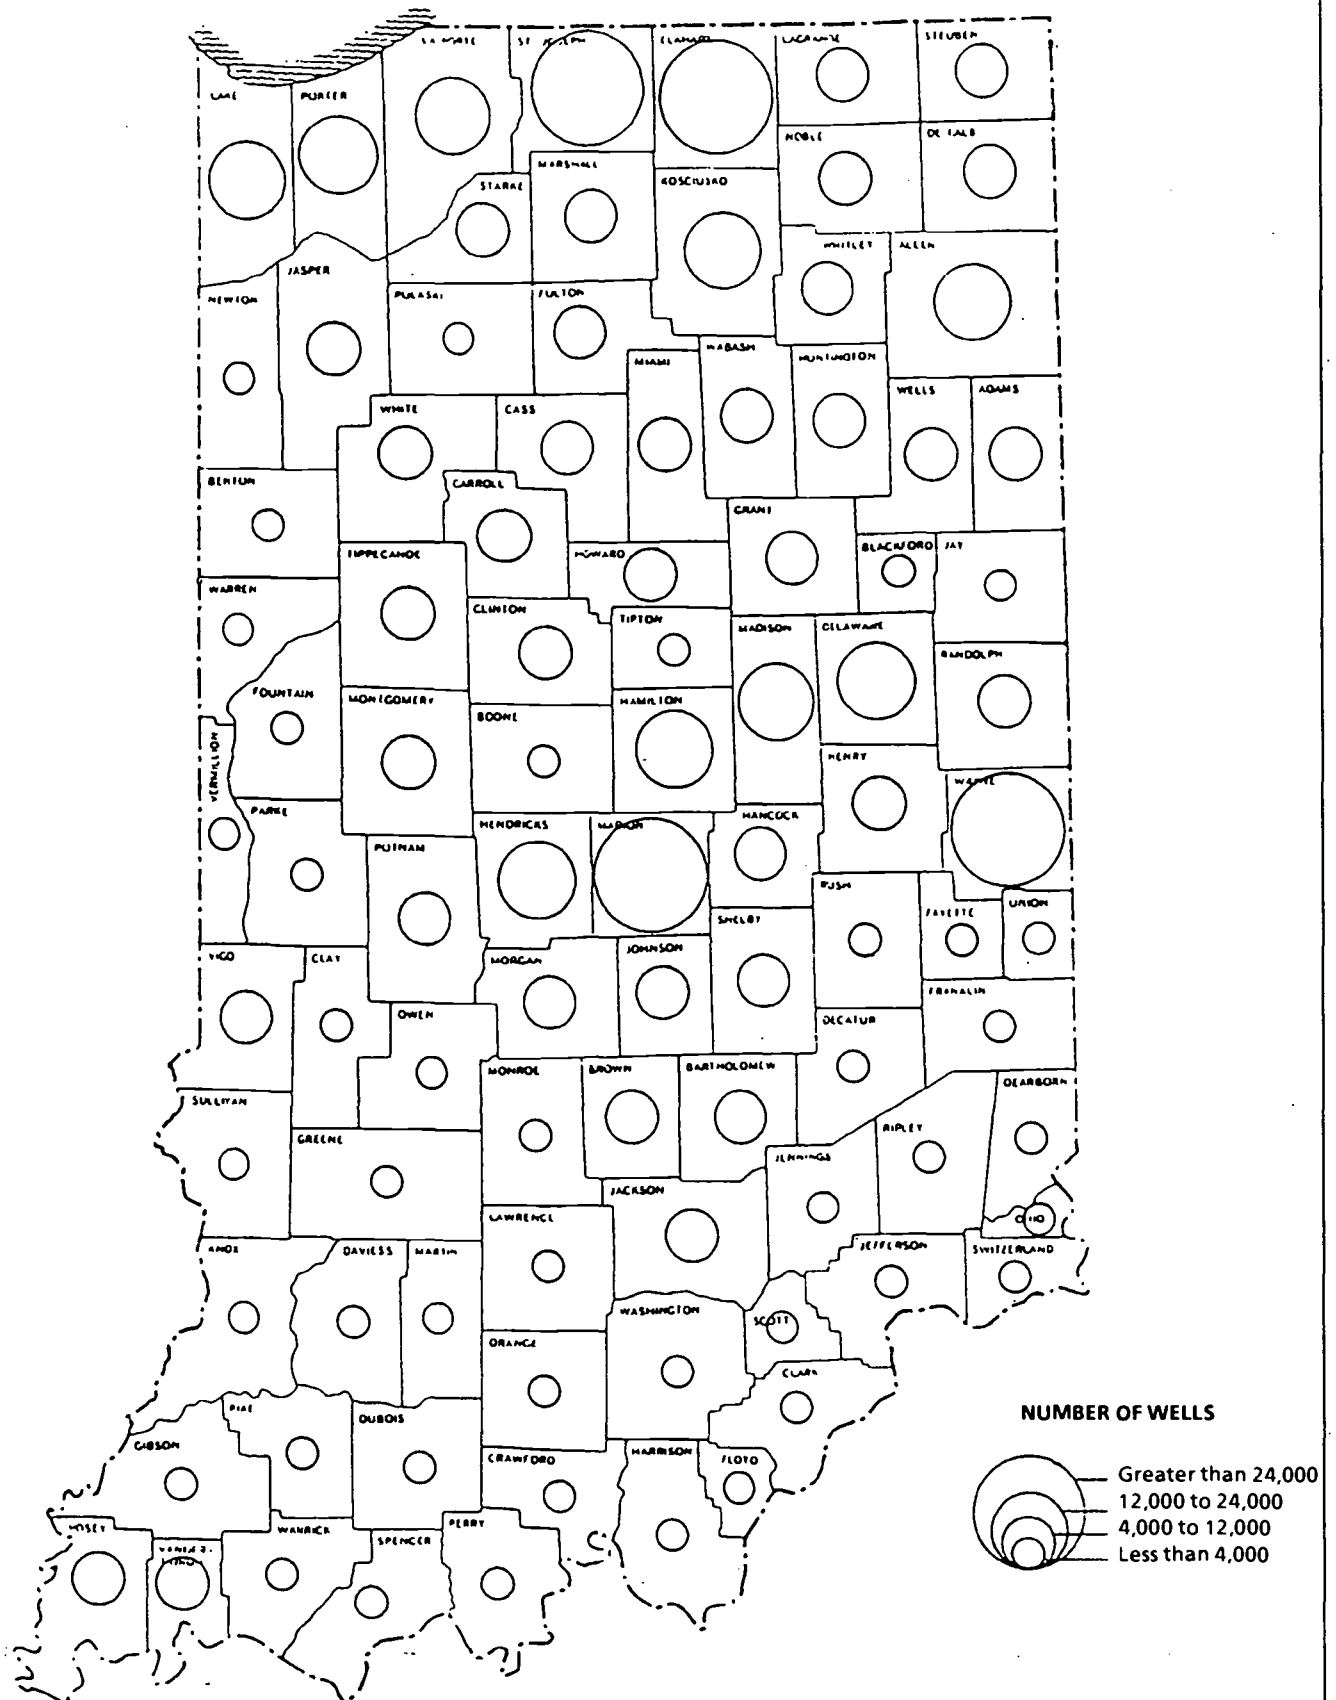 ST. JOSEPH
LAGRANGE
STEUBEN
LAKE
PORTER
NOBLE
DE KALB
MARSHALL
STARKE
KOSCIUSKO
WHITLEY
ALLEN
JASPER
NEWTON
PULASKI
FULTON
WABASH
MIAMI
HUNTINGTON
WELLS
ADAMS
WHITE
CASS
BENTON
CARROLL
GRANT
TIPPECANOE
HOWARD
BLACKFORD
JAY
WARREN
CLINTON
TIPTON
MADISON
DELAWARE
RANDOLPH
FOUNTAIN
MONTGOMERY
HAMILTON
BOONE
VERMILLION
HENRY
WAYNE
PARKE
HENDRICKS
MARION
HANCOCK
PUTNAM
RUSH
SHELBY
FAYETTE
UNION
VIGO
CLAY
MORGAN
JOHNSON
FRANKLIN
OWEN
DECATUR
MONROE
BROWN
BARTHOLOMEW
DEARBORN
SULLIVAN
GREENE
RIPLEY
JENNINGS
JACKSON
LAWRENCE
OHIO
KNOX
DAVIESS
MARTIN
JEFFERSON
SWITZERLAND
WASHINGTON
SCOTT
ORANGE
CLARK
PIKE
DUBOIS
NUMBER OF WELLS
GIBSON
CRAWFORD
HARRISON
FLOYD
Greater than 24,000
12,000 to 24,000
4,000 to 12,000
Less than 4,000
POSEY
WARRICK
PERRY
SPENCER